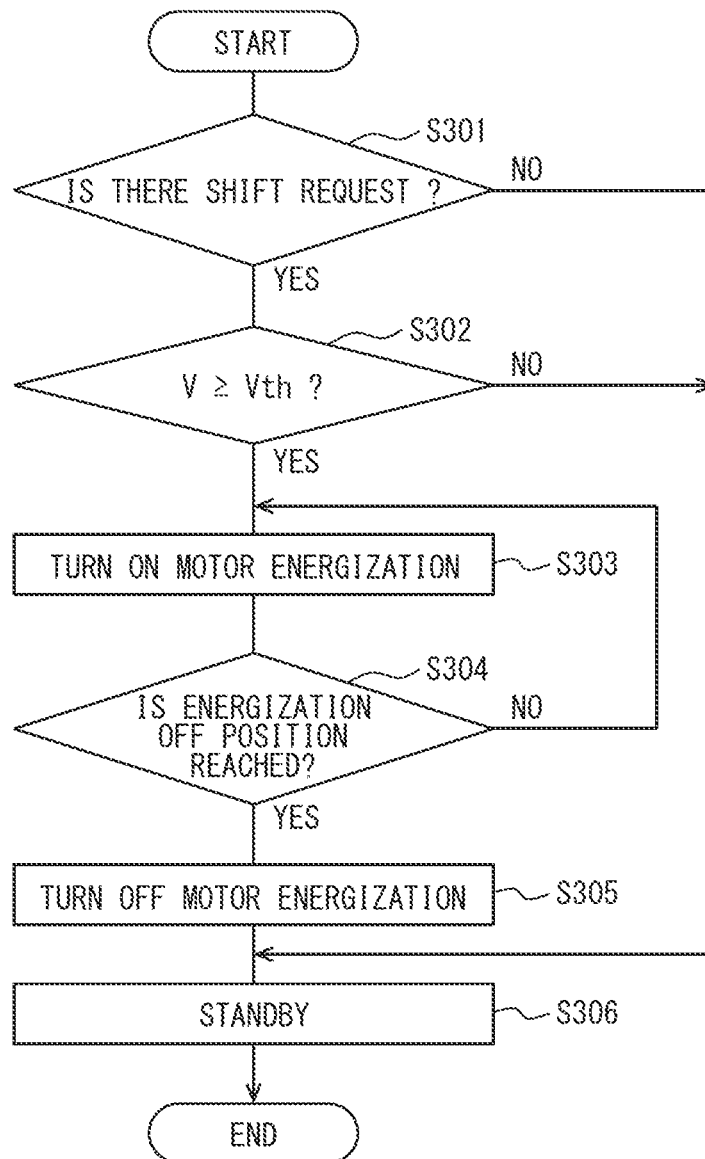 START
S301
IS THERE SHIFT REQUEST ?
NO
YES
S302
V ≥ Vth ?
NO
YES
TURN ON MOTOR ENERGIZATION
S303
S304
IS ENERGIZATION
OFF POSITION
REACHED?
NO
YES
TURN OFF MOTOR ENERGIZATION
S305
STANDBY
S306
END